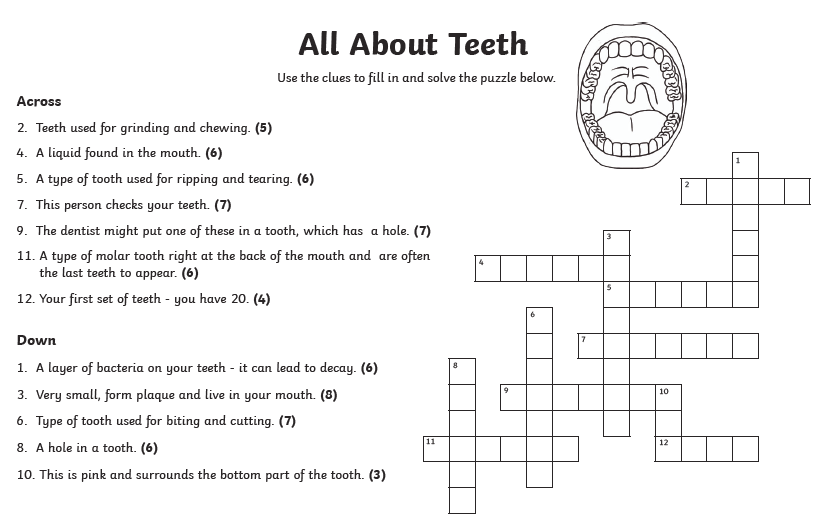 All About Teeth
Use the clues to fill in and solve the puzzle below.
Across
2. Teeth used for grinding and chewing. (5)
4. A liquid found in the mouth. (6)
5. A type of tooth used for ripping and tearing. (6)
7. This person checks your teeth. (7)
9. The dentist might put one of these in a tooth, which has a hole. (7)
11. A type of molar tooth right at the back of the mouth and are often
the last teeth to appear. (6)
12. Your first set of teeth - you have 20. (4)
Down
1. A layer of bacteria on your teeth - it can lead to decay. (6)
3. Very small, form plaque and live in your mouth. (8)
6. Type of tooth used for biting and cutting. (7)
8. A hole in a tooth. (6)
10. This is pink and surrounds the bottom part of the tooth. (3)
1
2
3
4
5
6
7
8
9
10
11
12